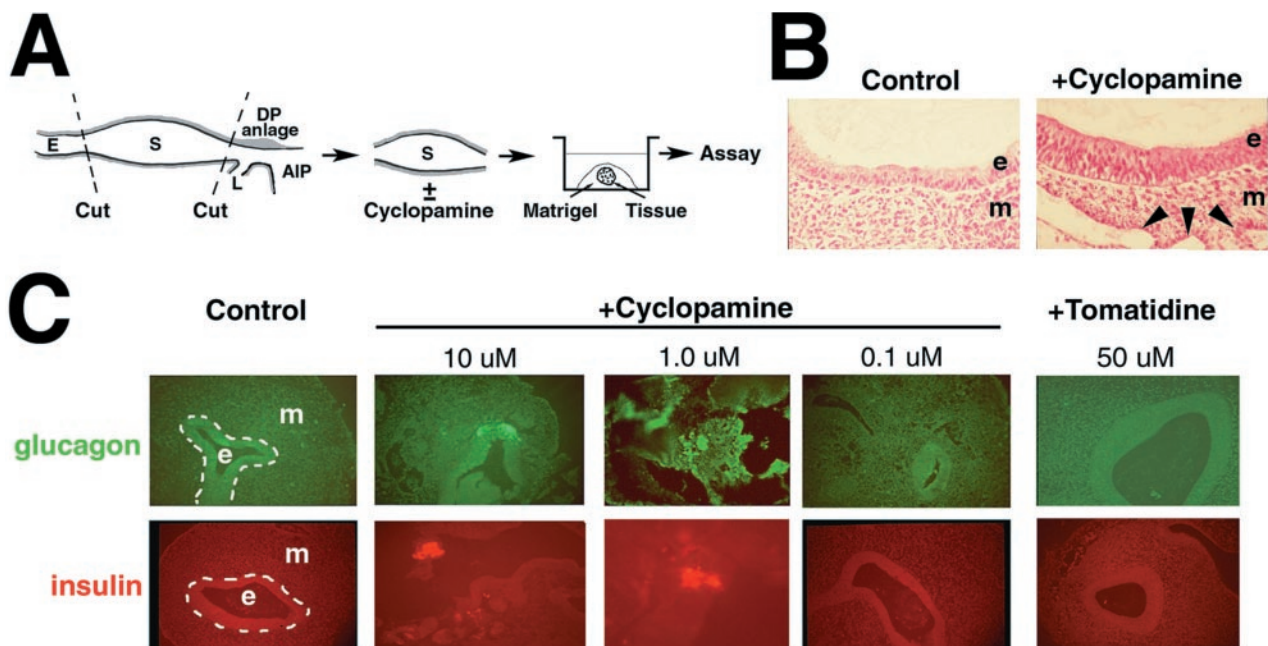 A
E
S
DP
anlage
L
AIP
Cut
Cut
S
±
Cyclopamine
Matrigel
Tissue
Assay
B
Control
+Cyclopamine
e
m
e
m
C
Control
+Cyclopamine
+Tomatidine
10 uM
1.0 uM
0.1 uM
50 uM
glucagon
m
e
insulin
m
e